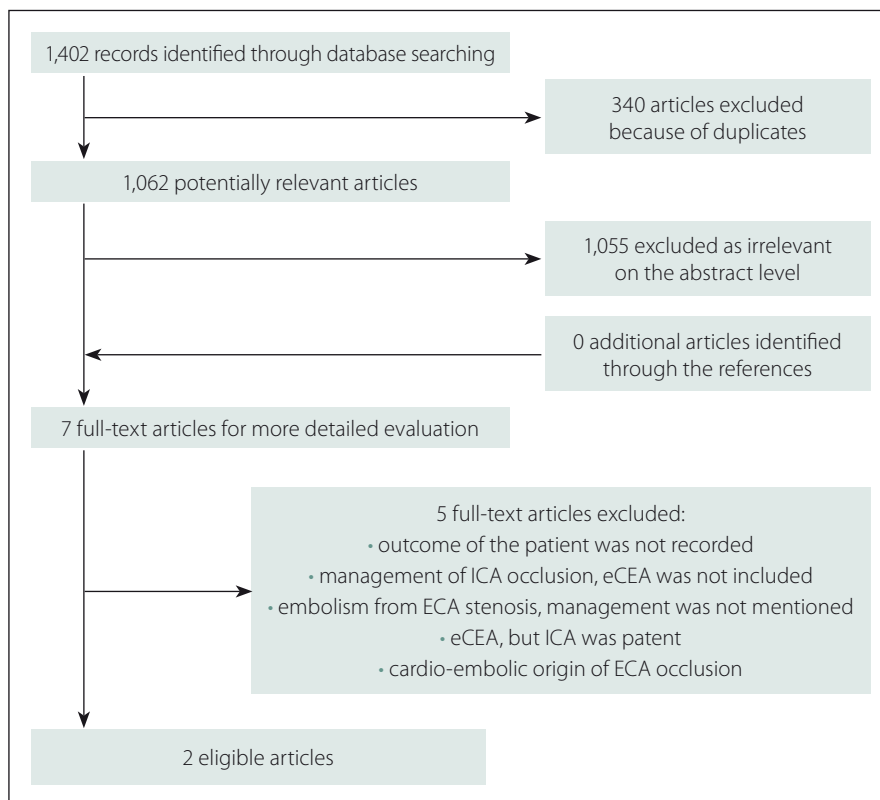 1,402 records identified through database searching
340 articles excluded
because of duplicates
1,062 potentially relevant articles
1,055 excluded as irrelevant
on the abstract level
0 additional articles identified
through the references
7 full-text articles for more detailed evaluation
5 full-text articles excluded:
• outcome of the patient was not recorded
• management of ICA occlusion, eCEA was not included
• embolism from ECA stenosis, management was not mentioned
• eCEA, but ICA was patent
• cardio-embolic origin of ECA occlusion
2 eligible articles